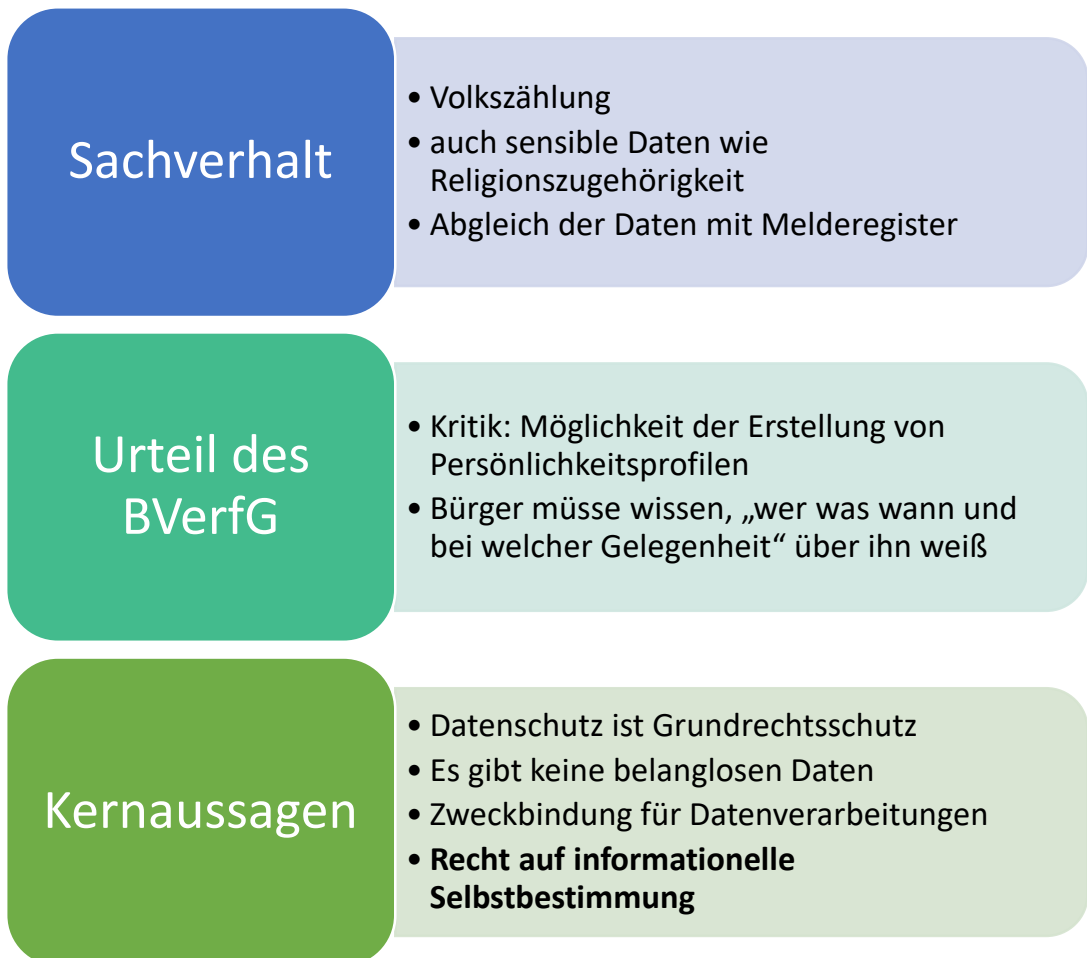 Sachverhalt
• Volkszählung
• auch sensible Daten wie
Religionszugehörigkeit
• Abgleich der Daten mit Melderegister
Urteil des
BVerfG
• Kritik: Möglichkeit der Erstellung von
Persönlichkeitsprofilen
• Bürger müsse wissen, „wer was wann und
bei welcher Gelegenheit“ über ihn weiß
Kernaussagen
• Datenschutz ist Grundrechtsschutz
• Es gibt keine belanglosen Daten
• Zweckbindung für Datenverarbeitungen
• Recht auf informationelle
Selbstbestimmung